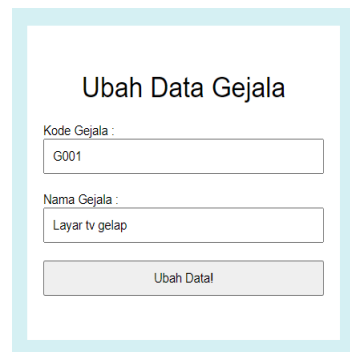 Ubah Data Gejala
Kode Gejala :
G001
Nama Gejala :
Layar tv gelap
Ubah Data!